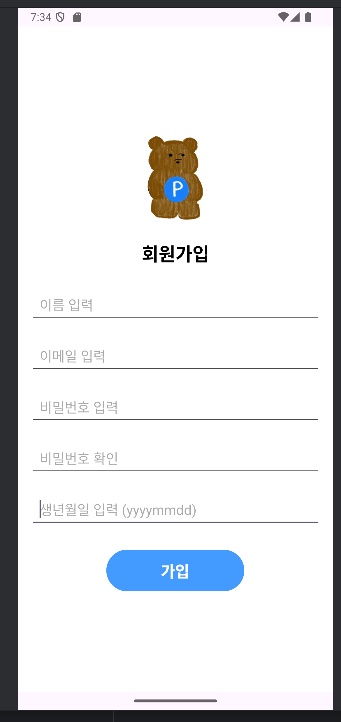 7:34
P
회원가입
이름 입력
이메일 입력
비밀번호 입력
비밀번호 확인
생년월일 입력 (yyyymmdd)
가입